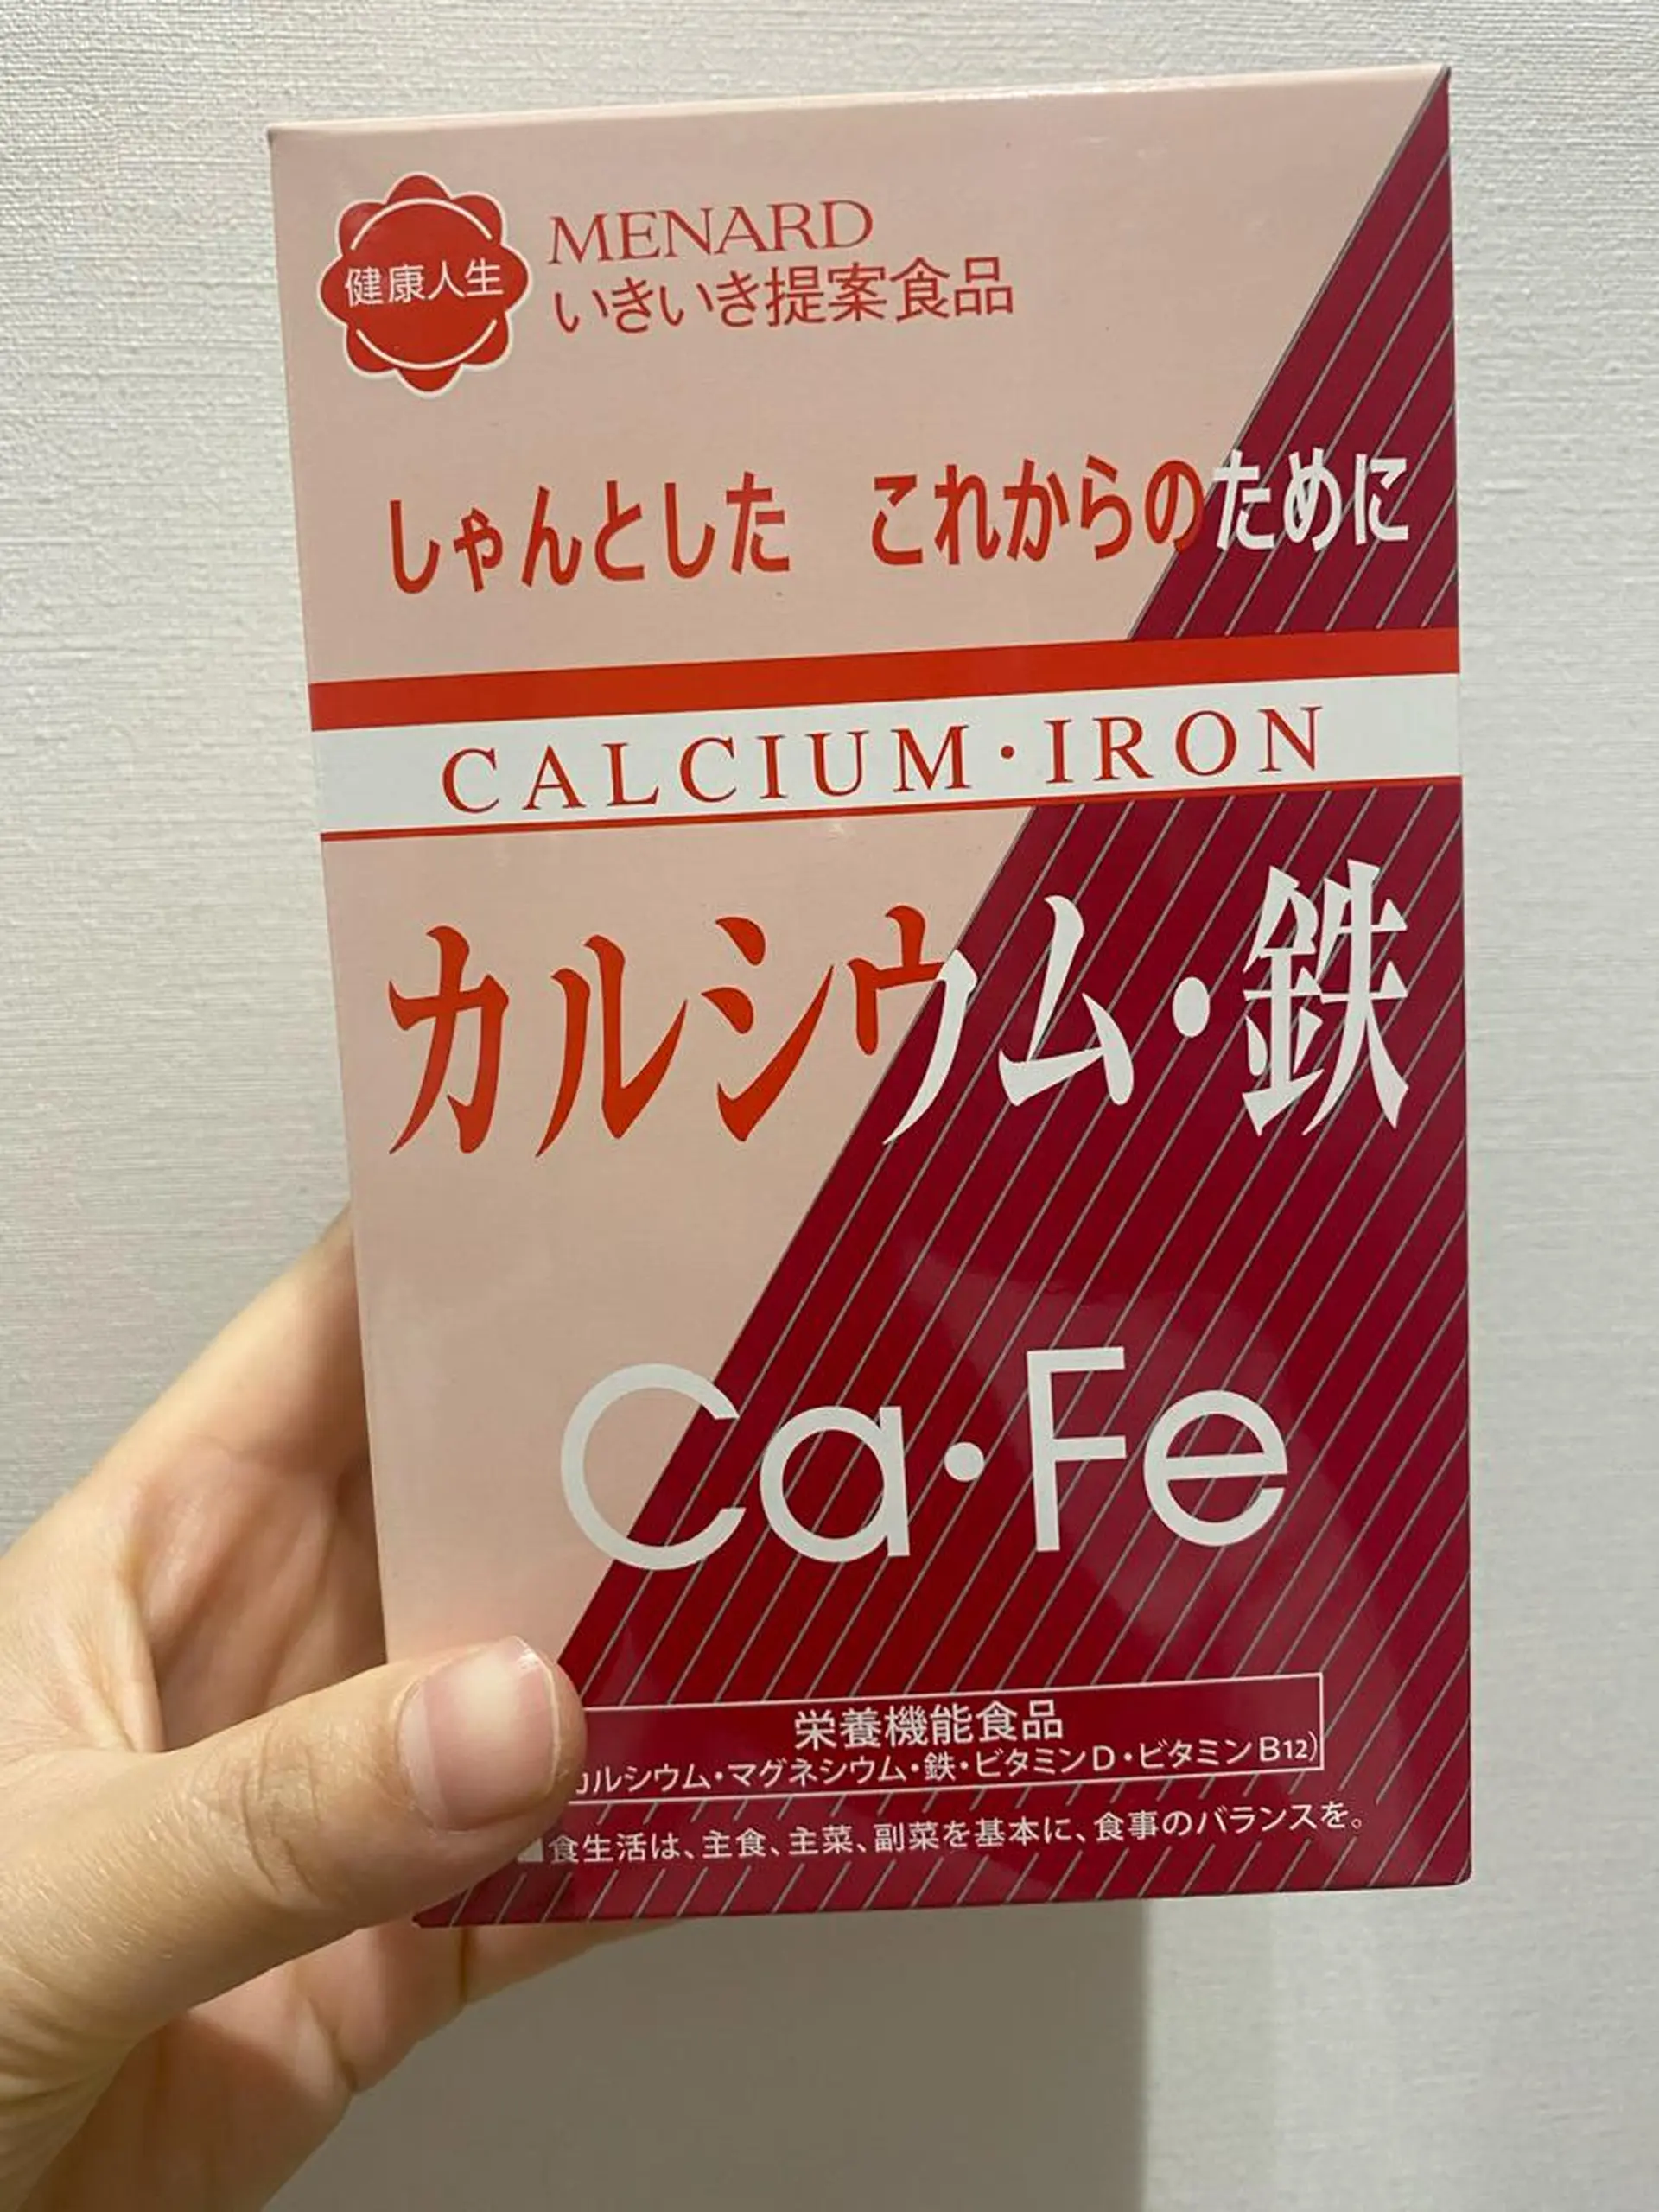 健康人生
MENARD
いきいき提案食品
しゃんとした これからのために
CALCIUM・IRON
カルシウム・鉄
Ca・Fe
栄養機能食品
カルシウム・マグネシウム・鉄・ビタミンD・ビタミンB12)
■食生活は、主食、主菜、副菜を基本に、食事のバランスを。